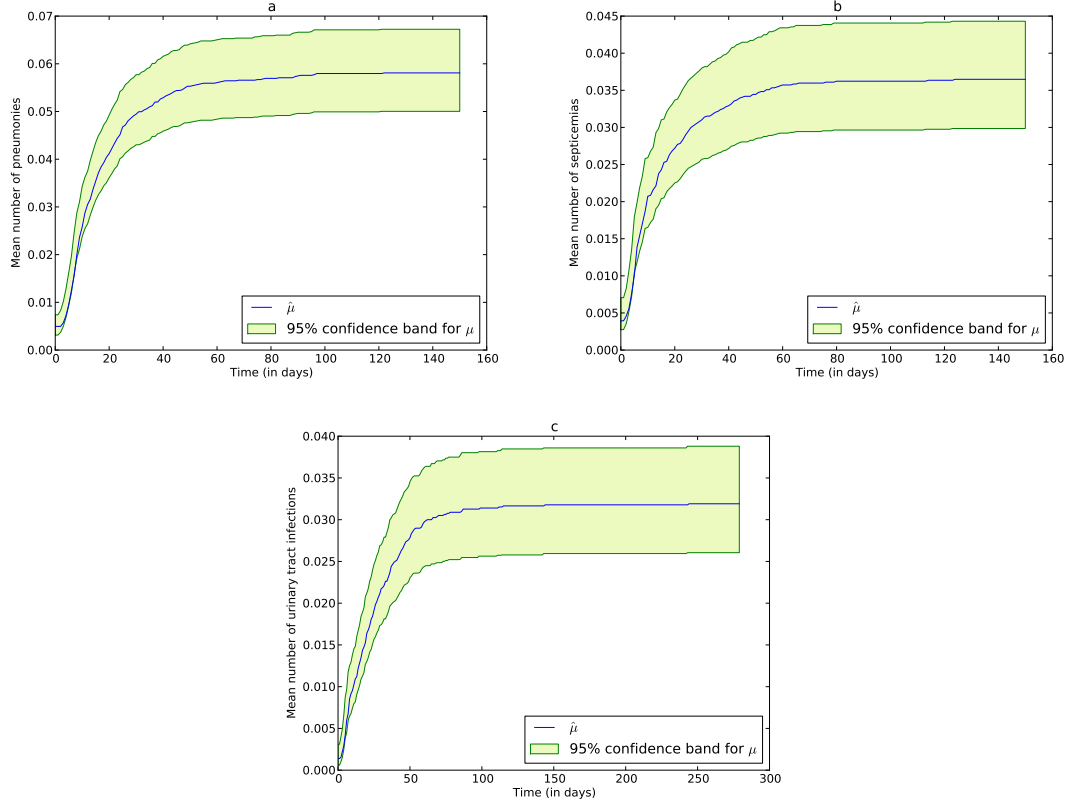 a
Mean number of pneumonies
0.07
0.06
0.05
0.04
0.03
0.02
0.01
0.00
0 20 40 60 80 100 120 140 160
Time (in days)
μ̂
95% confidence band for μ
b
Mean number of septicemias
0.045
0.040
0.035
0.030
0.025
0.020
0.015
0.010
0.005
0.000
0 20 40 60 80 100 120 140 160
Time (in days)
μ̂
95% confidence band for μ
c
Mean number of urinary tract infections
0.040
0.035
0.030
0.025
0.020
0.015
0.010
0.005
0.000
0 50 100 150 200 250 300
Time (in days)
μ̂
95% confidence band for μ